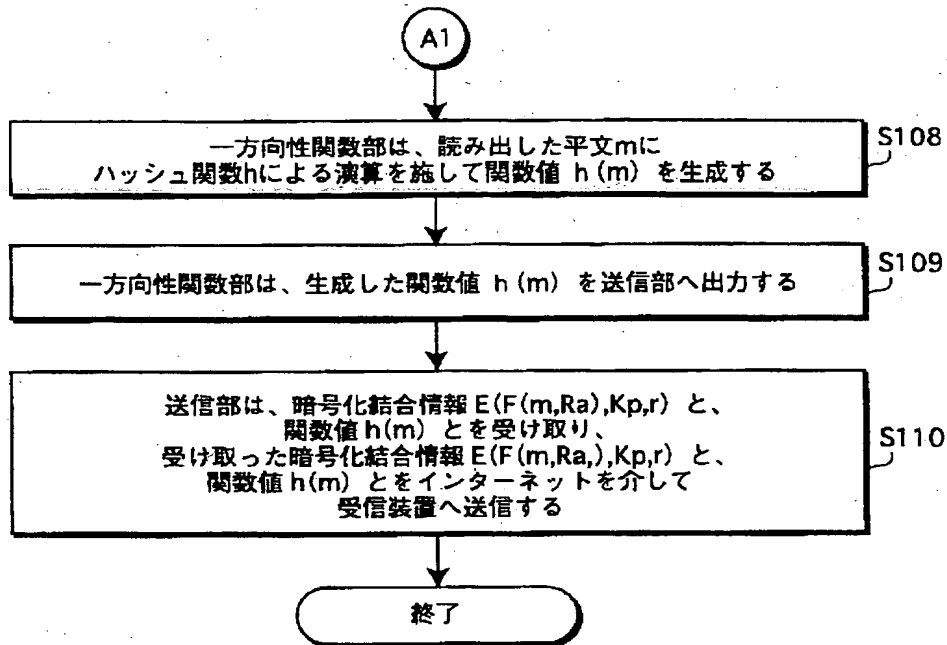 A1
一方向性関数部は、読み出した平文mに
ハッシュ関数hによる演算を施して関数値 h (m) を生成する
S108
一方向性関数部は、生成した関数値 h (m) を送信部へ出力する
S109
送信部は、暗号化結合情報 E(F(m,Ra),Kp,r) と、
関数値 h(m) とを受け取り、
受け取った暗号化結合情報 E(F(m,Ra,),Kp,r) と、
関数値 h(m) とをインターネットを介して
受信装置へ送信する
S110
終了